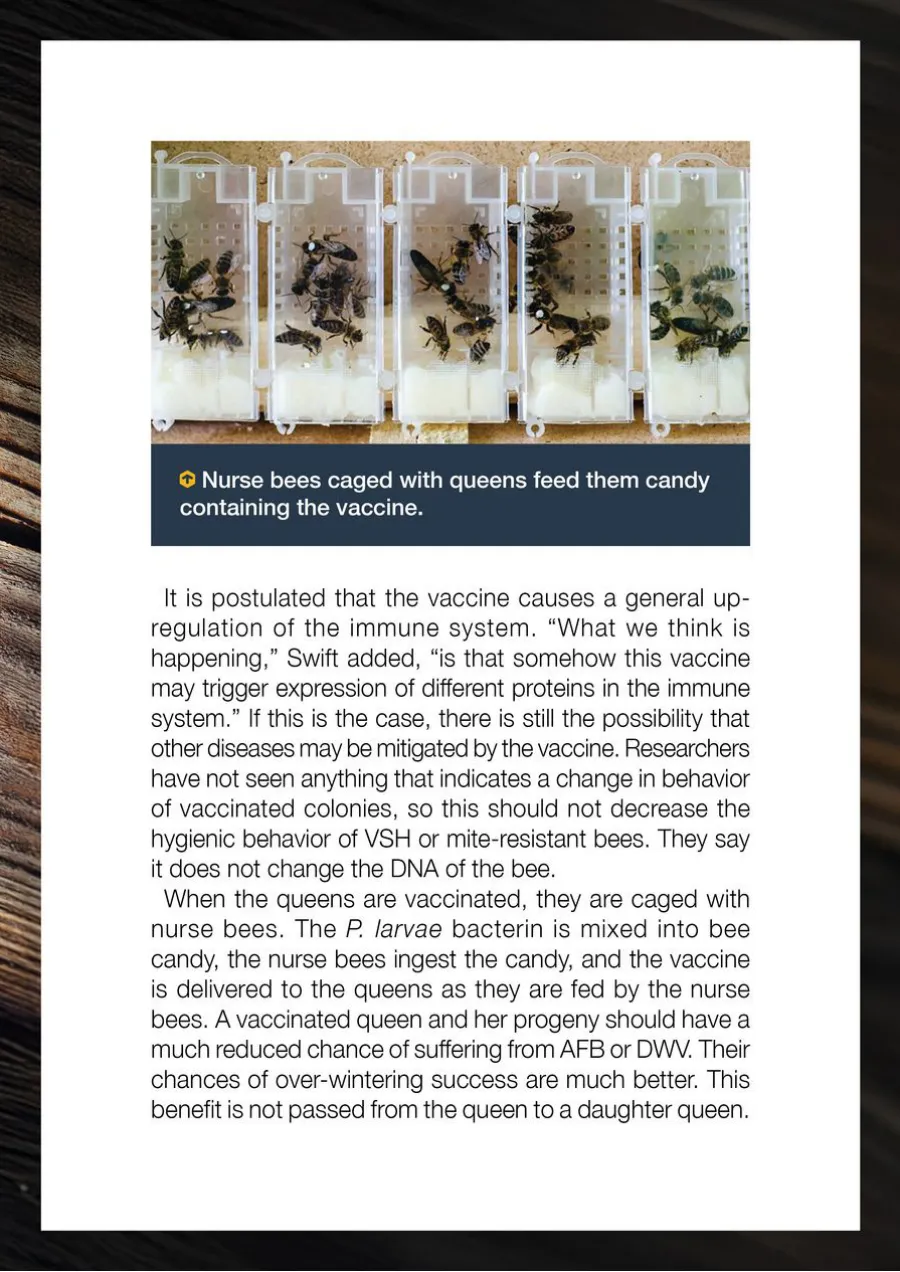 Nurse bees caged with queens feed them candy
containing the vaccine.
It is postulated that the vaccine causes a general up-
regulation of the immune system. “What we think is
happening,” Swift added, “is that somehow this vaccine
may trigger expression of different proteins in the immune
system.” If this is the case, there is still the possibility that
other diseases may be mitigated by the vaccine. Researchers
have not seen anything that indicates a change in behavior
of vaccinated colonies, so this should not decrease the
hygienic behavior of VSH or mite-resistant bees. They say
it does not change the DNA of the bee.
When the queens are vaccinated, they are caged with
nurse bees. The P. larvae bacterin is mixed into bee
candy, the nurse bees ingest the candy, and the vaccine
is delivered to the queens as they are fed by the nurse
bees. A vaccinated queen and her progeny should have a
much reduced chance of suffering from AFB or DWV. Their
chances of over-wintering success are much better. This
benefit is not passed from the queen to a daughter queen.